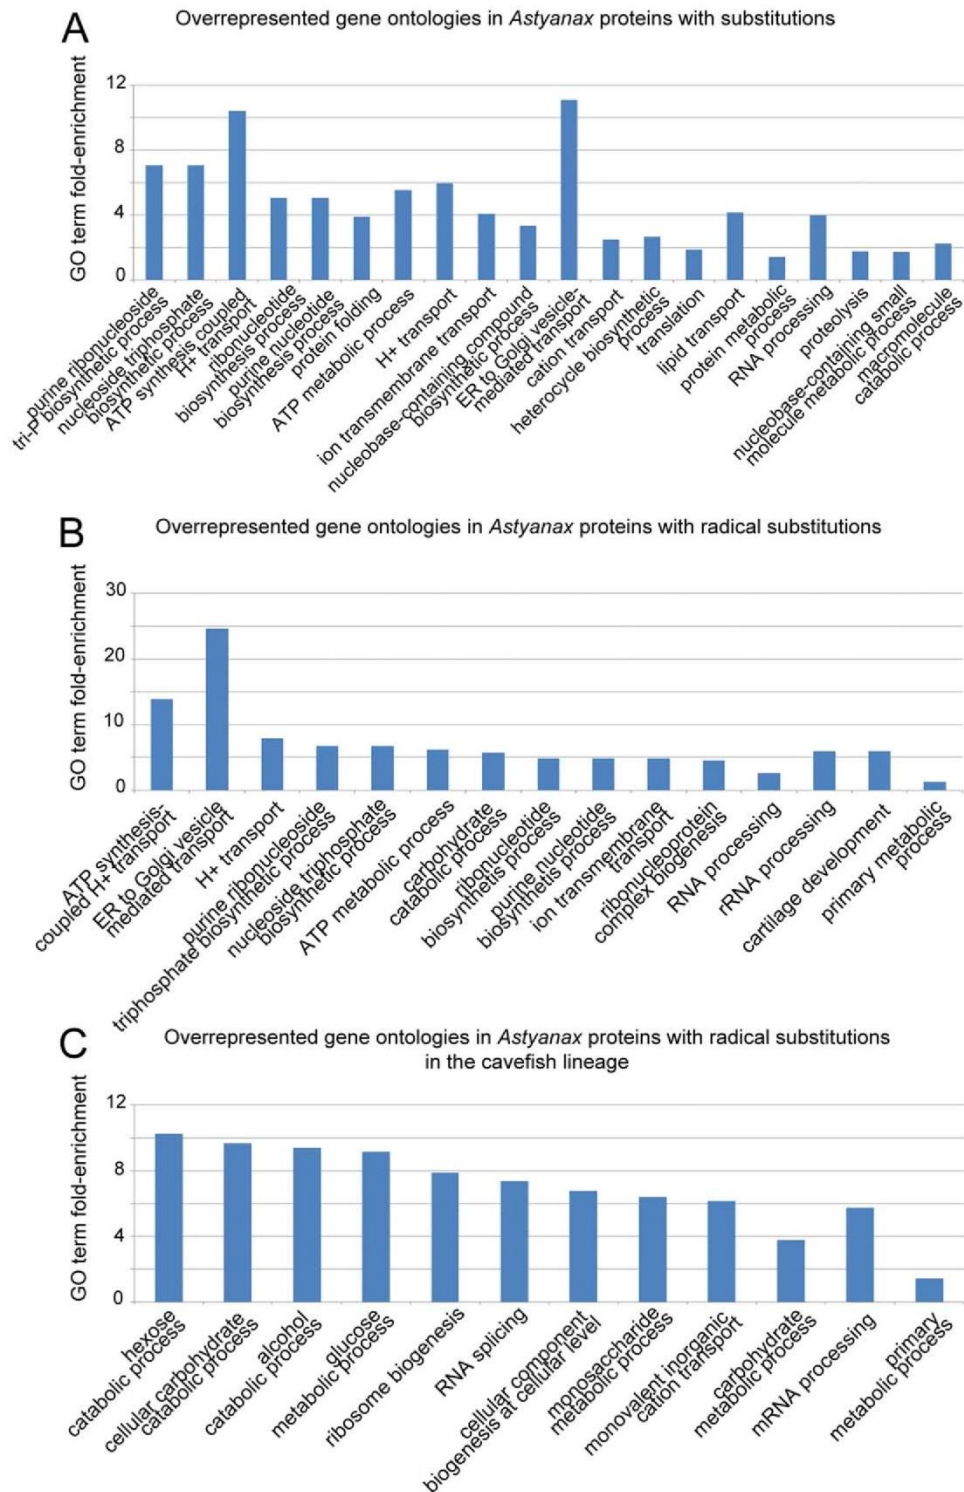 A
Overrepresented gene ontologies in Astyanax proteins with substitutions
GO term fold-enrichment
12
8
4
0
purine ribonucleoside
tri-P biosynthetic process
nucleoside triphosphate
biosynthetic process
ATP synthesis coupled
H+ transport
ribonucleotide
biosynthesis process
purine nucleotide
biosynthesis process
protein folding
ATP metabolic process
H+ transport
ion transmembrane transport
nucleobase-containing compound
biosynthetic process
ER to Golgi vesicle-
mediated transport
cation transport
heterocycle biosynthetic
process
translation
lipid transport
protein metabolic
process
RNA processing
proteolysis
nucleobase-containing small
molecule metabolic process
macromolecule
catabolic process
B
Overrepresented gene ontologies in Astyanax proteins with radical substitutions
GO term fold-enrichment
30
20
10
0
ATP synthesis-
coupled H+ transport
ER to Golgi vesicle
mediated transport
H+ transport
purine ribonucleoside
triphosphate biosynthetic process
nucleoside triphosphate
biosynthetic process
ATP metabolic process
carbohydrate
catabolic process
ribonucleotide
biosynthetic process
purine nucleotide
biosynthetic process
ion transmembrane
transport
ribonucleoprotein
complex biogenesis
RNA processing
rRNA processing
cartilage development
primary metabolic
process
C
Overrepresented gene ontologies in Astyanax proteins with radical substitutions
in the cavefish lineage
GO term fold-enrichment
12
8
4
0
hexose
catabolic process
cellular carbohydrate
catabolic process
alcohol
catabolic process
glucose
metabolic process
ribosome biogenesis
RNA splicing
cellular component
biogenesis at cellular level
monosaccharide
metabolic process
monovalent inorganic
cation transport
carbohydrate
metabolic process
mRNA processing
primary
metabolic process